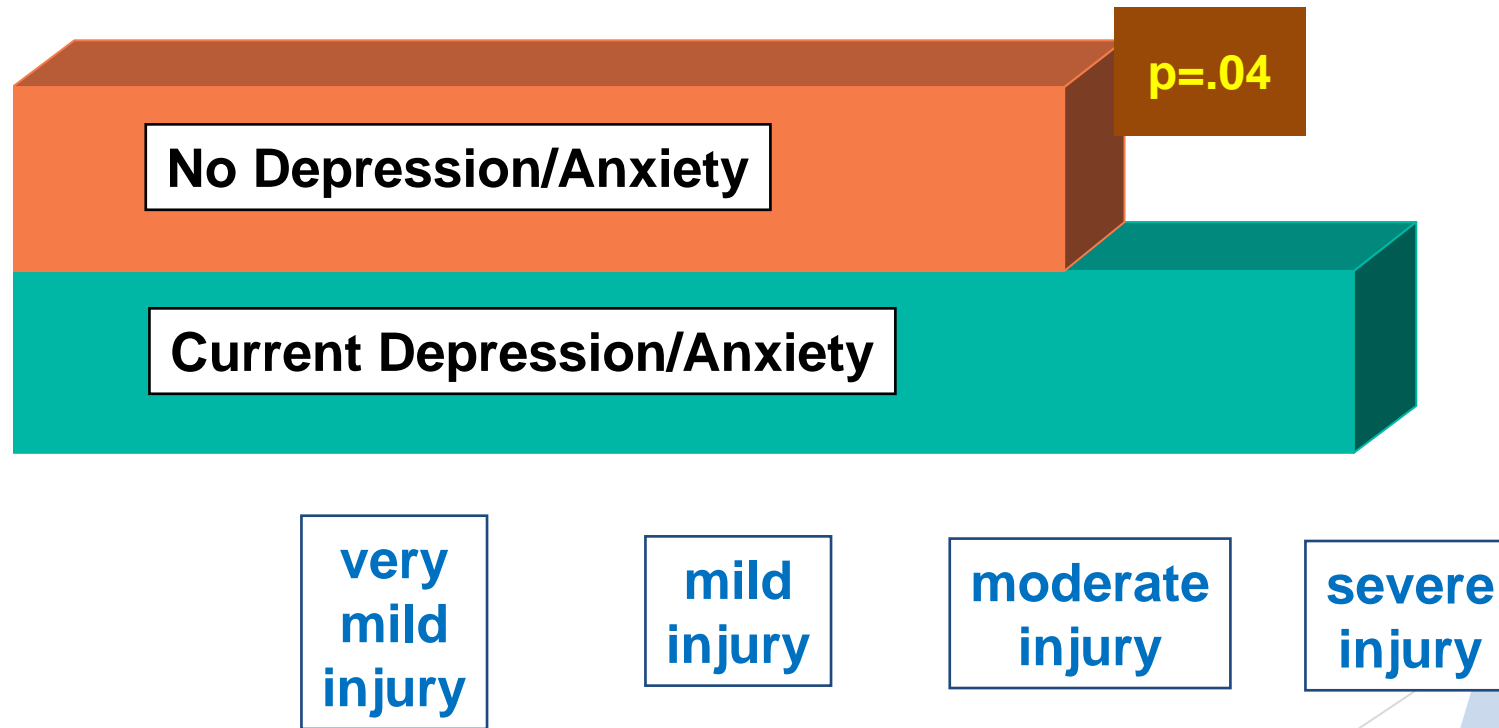 p=.04
No Depression/Anxiety
Current Depression/Anxiety
very
mild
injury
mild
injury
moderate
injury
severe
injury